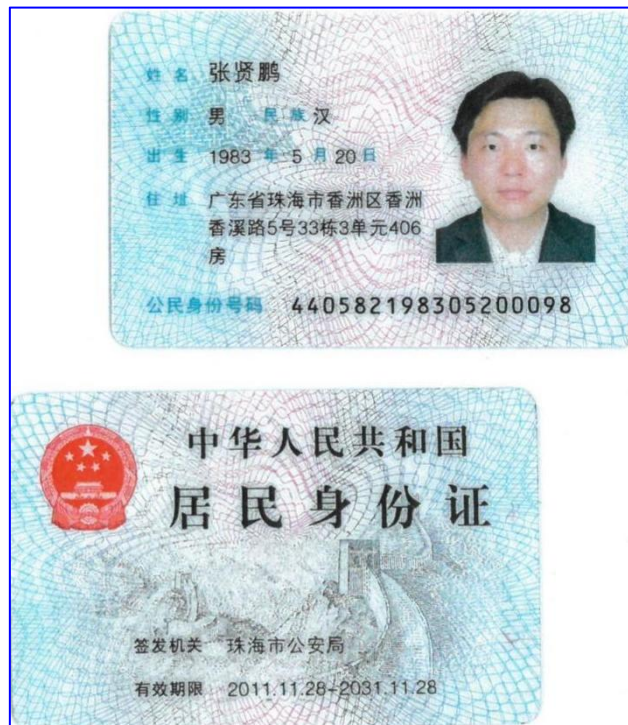 姓名 张贤鹏
性别 男 民族 汉
出生 1983 年 5 月 20 日
住址 广东省珠海市香洲区香洲
香溪路5号33栋3单元406
房
公民身份号码 440582198305200098
中华人民共和国
居民身份证
签发机关 珠海市公安局
有效期限 2011.11.28-2031.11.28